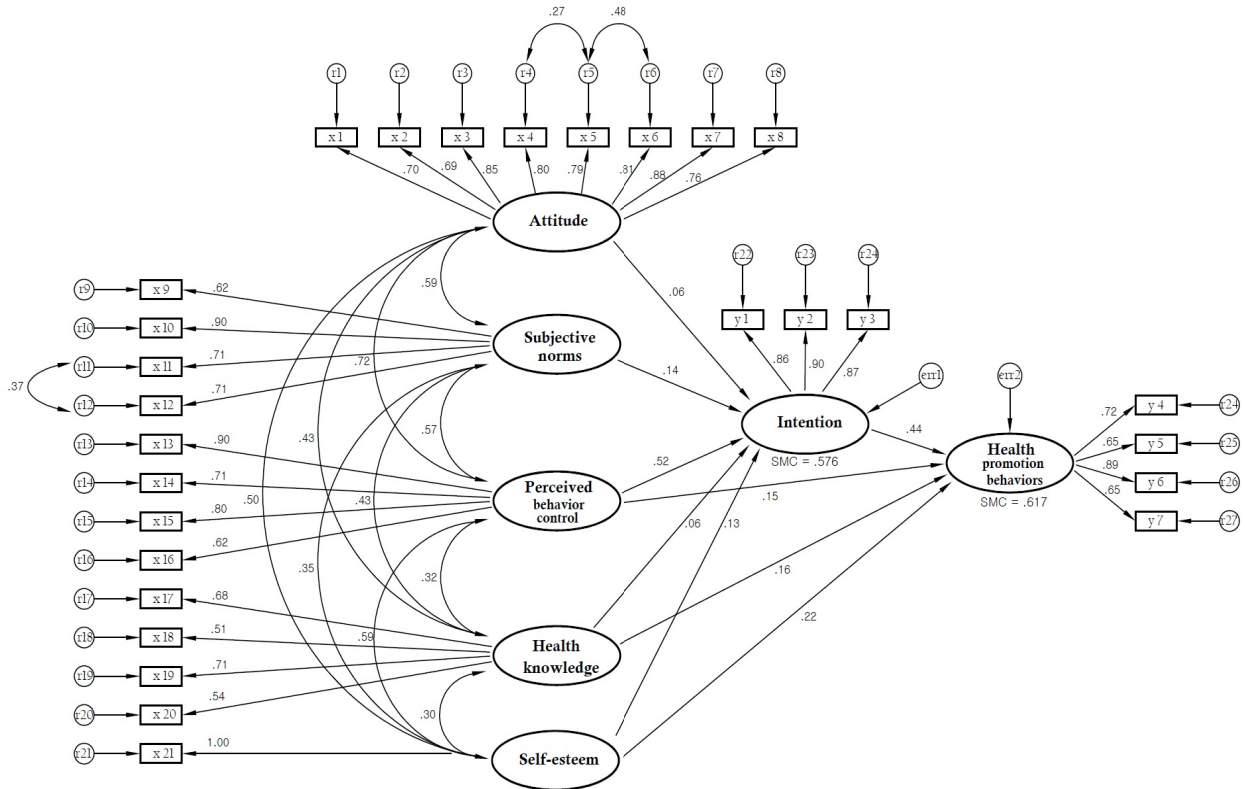 .27 .48
r1 r2 r3 r4 r5 r6 r7 r8
x 1 x 2 x 3 x 4 x 5 x 6 x 7 x 8
.70 .69 .85 .80 .79 .81 .88 .76
Attitude
r22 r23 r24
y 1 y 2 y 3
.86 .90 .87
r9 x 9 .62
r10 x 10 .90
r11 x 11 .71
r12 x 12 .71
.37
r13 x 13 .90
r14 x 14 .71
r15 x 15 .80
r16 x 16 .62
r17 x 17 .68
r18 x 18 .51
r19 x 19 .71
r20 x 20 .54
r21 x 21 1.00
.59
.72
.57
.43
.43
.50
.35
.32
.59
.30
Subjective
norms
Perceived
behavior
control
Health
knowledge
Self-esteem
.06
.14
.52
.06
.13
Intention
SMC = .576
err1 err2
.44
.15
.16
.22
Health
promotion
behaviors
SMC = .617
.72 y 4 r24
.65 y 5 r25
.89 y 6 r26
.65 y 7 r27